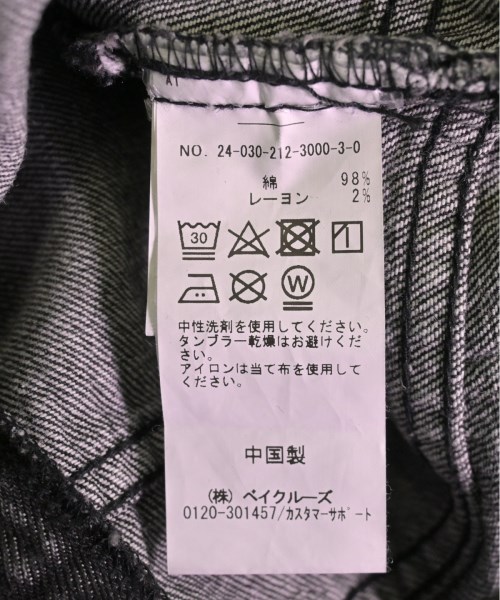 A1
NO. 24-030-212-3000-3-0
綿 98%
レーヨン 2%
30
W
中性洗剤を使用してください。
タンブラー乾燥はお避けくださ
い。
アイロンは当て布を使用して
ください。
中国製
(株) ベイクルーズ
0120-301457/カスタマーサポート